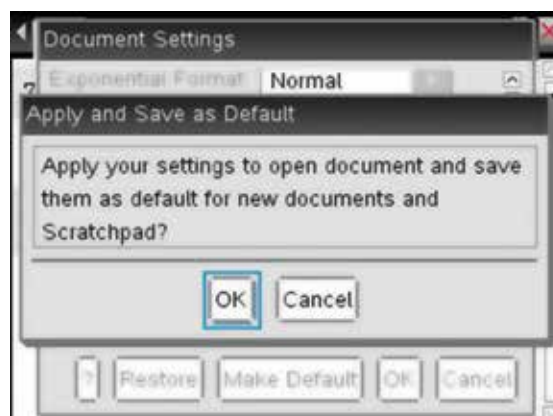 Document Settings
Exponential Format Normal
Apply and Save as Default
Apply your settings to open document and save
them as default for new documents and
Scratchpad?
OK Cancel
? Restore Make Default OK Cancel